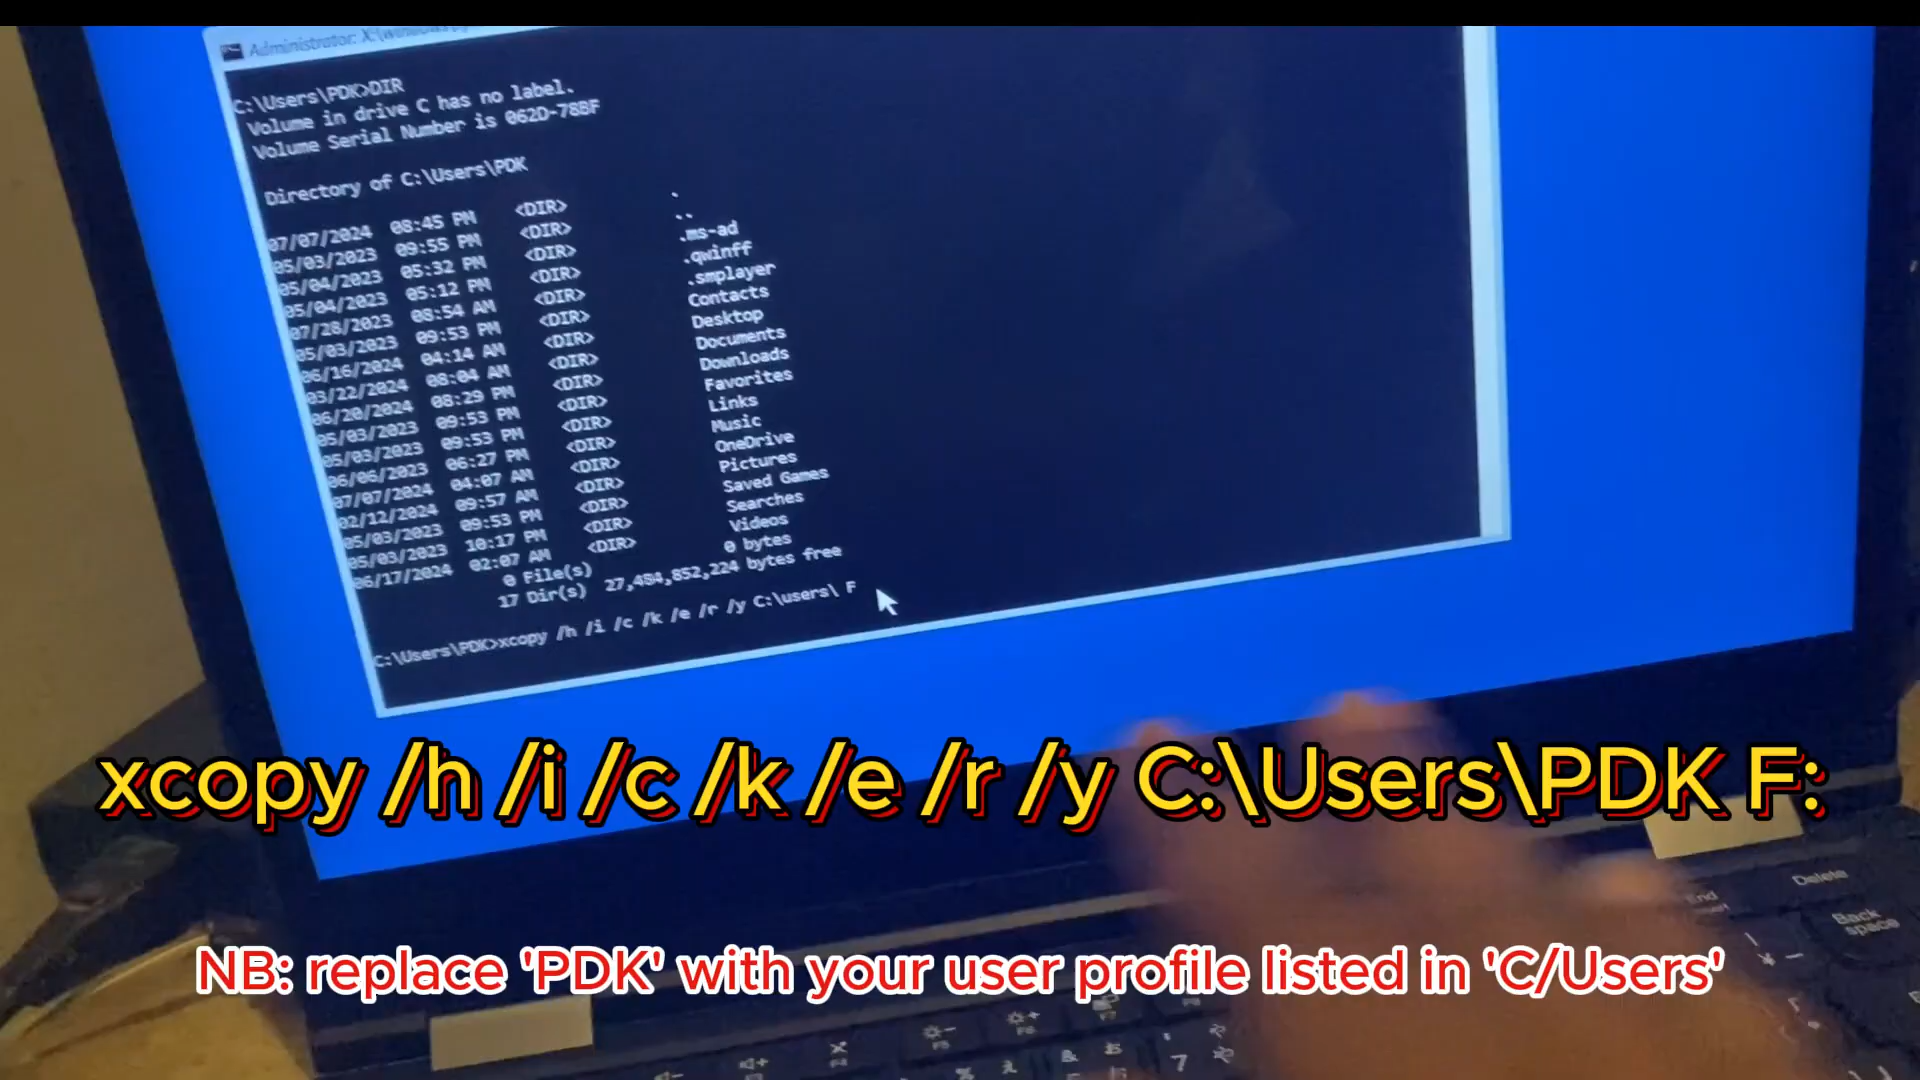 Administrator: X:\windows
C:\Users\PDK>DIR
Volume in drive C has no label.
Volume Serial Number is 062D-78BF
Directory of C:\Users\PDK
07/07/2024 08:45 PM <DIR> .
05/03/2023 09:55 PM <DIR> ..
05/04/2023 05:32 PM <DIR> .ms-ad
05/04/2023 05:12 PM <DIR> .qwinff
07/28/2023 08:54 AM <DIR> .smplayer
05/03/2023 09:53 PM <DIR> Contacts
06/16/2024 04:14 AM <DIR> Desktop
03/22/2024 08:04 AM <DIR> Documents
06/20/2024 08:29 PM <DIR> Downloads
05/03/2023 09:53 PM <DIR> Favorites
05/03/2023 09:53 PM <DIR> Links
06/06/2023 06:27 PM <DIR> Music
07/07/2024 04:07 AM <DIR> OneDrive
02/12/2024 09:57 AM <DIR> Pictures
05/03/2023 09:53 PM <DIR> Saved Games
05/03/2023 10:17 PM <DIR> Searches
06/17/2024 02:07 AM <DIR> Videos
0 File(s) 0 bytes
17 Dir(s) 27,484,852,224 bytes free
C:\Users\PDK>xcopy /h /i /c /k /e /r /y C:\users\ F
xcopy /h /i /c /k /e /r /y C:\Users\PDK F:
Delete
End
Back
space
NB: replace 'PDK' with your user profile listed in 'C/Users'
7